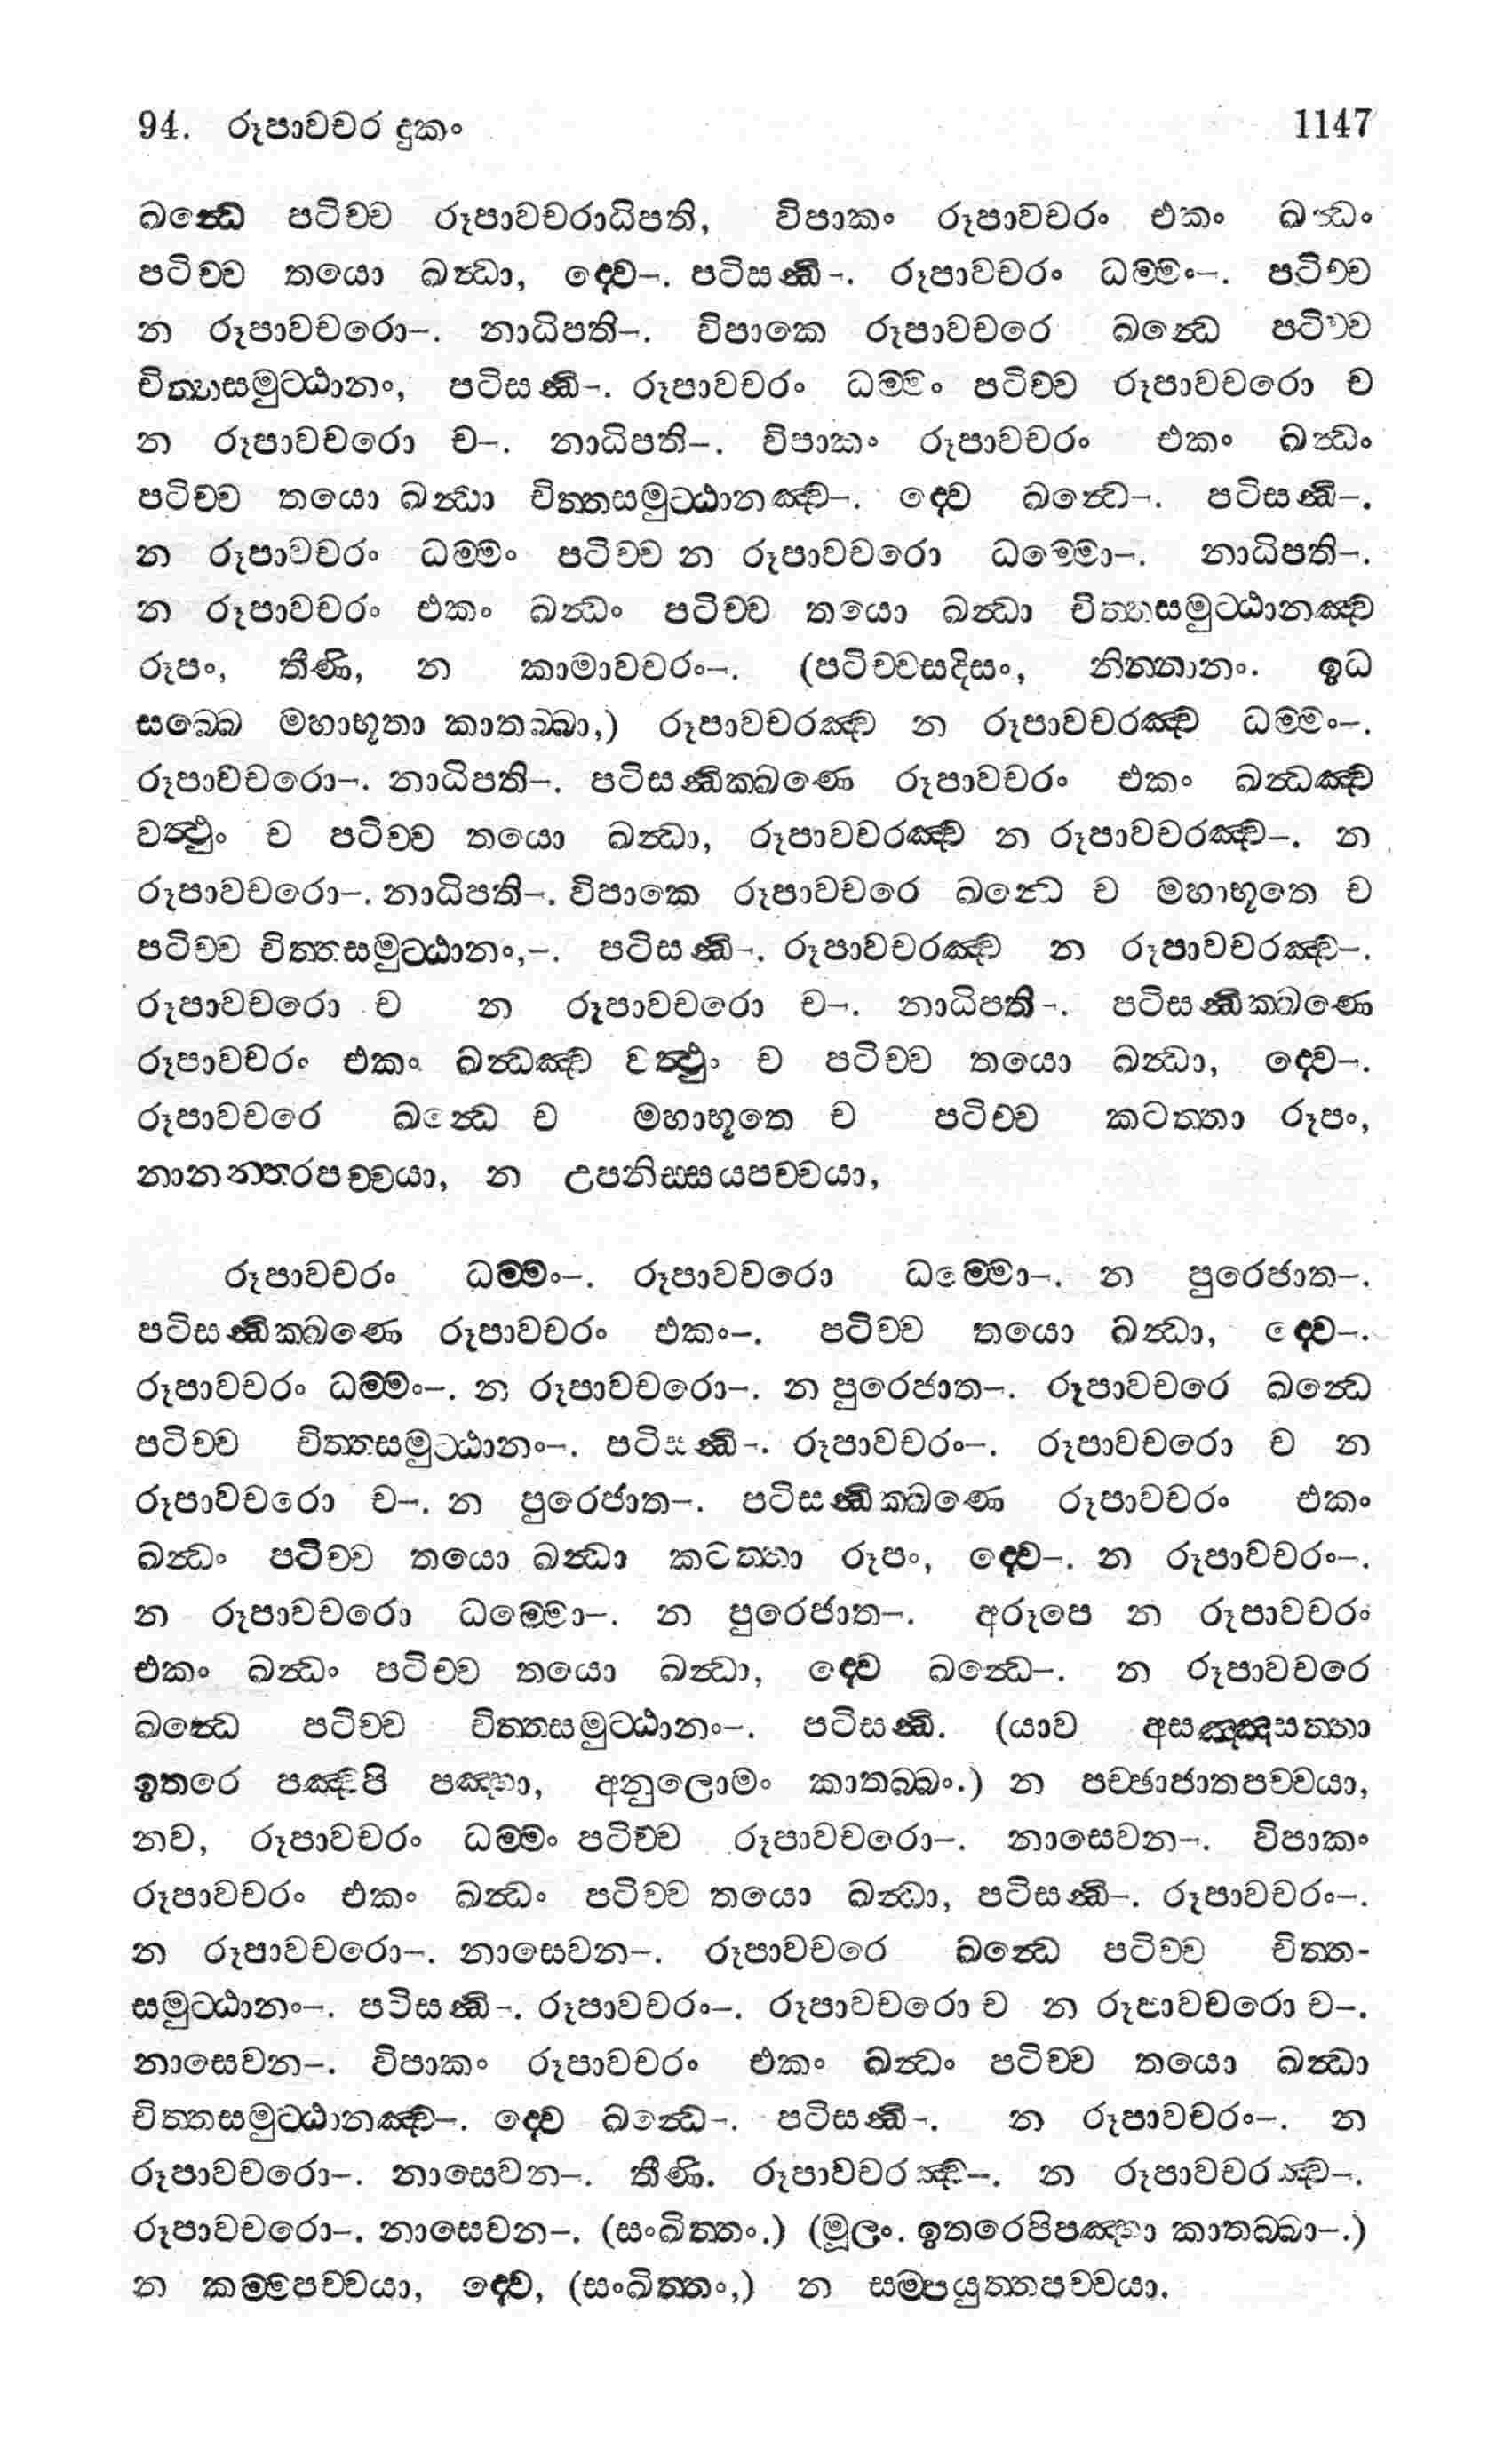 94. රූපාවචර දුකං 1147
ඛන්ධෙ පටිච්ච රූපාවචරාධිපති, විපාකං රූපාවචරං එකං ඛන්ධං
පටිච්ච තයො ඛන්ධා, ද්වෙ–. පටිසන්ධි–. රූපාවචරං ධම්මං–. පටිච්ච
න රූපාවචරො–. නාධිපති–. විපාකෙ රූපාවචරෙ ඛන්ධෙ පටිච්ච
චිත්තසමුට්ඨානං, පටිසන්ධි–. රූපාවචරං ධම්මං පටිච්ච රූපාවචරො ච
න රූපාවචරො ච–. නාධිපති–. විපාකං රූපාවචරං එකං ඛන්ධං
පටිච්ච තයො ඛන්ධා චිත්තසමුට්ඨානඤ්ච–. ද්වෙ ඛන්ධෙ–. පටිසන්ධි–.
න රූපාවචරං ධම්මං පටිච්ච න රූපාවචරො ධම්මො–. නාධිපති–.
න රූපාවචරං එකං ඛන්ධං පටිච්ච තයො ඛන්ධා චිත්තසමුට්ඨානඤ්ච
රූපං, තීණි, න කාමාවචරං–. (පටිච්චසදිසං, නින්නානං. ඉධ
සබ්බෙ මහාභූතා කාතබ්බා,) රූපාවචරඤ්ච න රූපාවචරඤ්ච ධම්මං–.
රූපාවචරො–. නාධිපති–. පටිසන්ධික්ඛණෙ රූපාවචරං එකං ඛන්ධඤ්ච
වත්ථුං ච පටිච්ච තයො ඛන්ධා, රූපාවචරඤ්ච න රූපාවචරඤ්ච–. න
රූපාවචරො–. නාධිපති–. විපාකෙ රූපාවචරෙ ඛන්ධෙ ච මහාභූතෙ ච
පටිච්ච චිත්තසමුට්ඨානං,–. පටිසන්ධි–. රූපාවචරඤ්ච න රූපාවචරඤ්ච–.
රූපාවචරො ච න රූපාවචරො ච–. නාධිපති–. පටිසන්ධික්ඛණෙ
රූපාවචරං එකං ඛන්ධඤ්ච වත්ථුං ච පටිච්ච තයො ඛන්ධා, ද්වෙ–.
රූපාවචරෙ ඛන්ධෙ ච මහාභූතෙ ච පටිච්ච කටත්තා රූපං,
නානන්තරපච්චයා, න උපනිස්සයපච්චයා,
රූපාවචරං ධම්මං–. රූපාවචරො ධම්මො–. න පුරෙජාත–.
පටිසන්ධික්ඛණෙ රූපාවචරං එකං–. පටිච්ච තයො ඛන්ධා, ද්වෙ–.
රූපාවචරං ධම්මං–. න රූපාවචරො–. න පුරෙජාත–. රූපාවචරෙ ඛන්ධෙ
පටිච්ච චිත්තසමුට්ඨානං–. පටිසන්ධි–. රූපාවචරං–. රූපාවචරො ච න
රූපාවචරො ච–. න පුරෙජාත–. පටිසන්ධික්ඛණෙ රූපාවචරං එකං
ඛන්ධං පටිච්ච තයො ඛන්ධා කටත්තා රූපං, ද්වෙ–. න රූපාවචරං–.
න රූපාවචරො ධම්මො–. න පුරෙජාත–. අරූපෙ න රූපාවචරං
එකං ඛන්ධං පටිච්ච තයො ඛන්ධා, ද්වෙ ඛන්ධෙ–. න රූපාවචරෙ
ඛන්ධෙ පටිච්ච චිත්තසමුට්ඨානං–. පටිසන්ධි. (යාව අසඤ්ඤසත්තා
ඉතරෙ පඤ්චපි පඤ්හා, අනුලොමං කාතබ්බං.) න පච්ඡාජාතපච්චයා,
නව, රූපාවචරං ධම්මං පටිච්ච රූපාවචරො–. නාසෙවන–. විපාකං
රූපාවචරං එකං ඛන්ධං පටිච්ච තයො ඛන්ධා, පටිසන්ධි–. රූපාවචරං–.
න රූපාවචරො–. නාසෙවන–. රූපාවචරෙ ඛන්ධෙ පටිච්ච චිත්ත-
සමුට්ඨානං–. පටිසන්ධි–. රූපාවචරං–. රූපාවචරො ච න රූපාවචරො ච–.
නාසෙවන–. විපාකං රූපාවචරං එකං ඛන්ධං පටිච්ච තයො ඛන්ධා
චිත්තසමුට්ඨානඤ්ච–. ද්වෙ ඛන්ධෙ–. පටිසන්ධි–. න රූපාවචරං–. න
රූපාවචරො–. නාසෙවන–. තීණි. රූපාවචරඤ්ච–. න රූපාවචරඤ්ච–.
රූපාවචරො–. නාසෙවන–. (සංඛිත්තං.) (මූලං. ඉතරෙපිපඤ්හා කාතබ්බා–.)
න කම්මපච්චයා, ද්වෙ, (සංඛිත්තං,) න සම්පයුත්තපච්චයා.